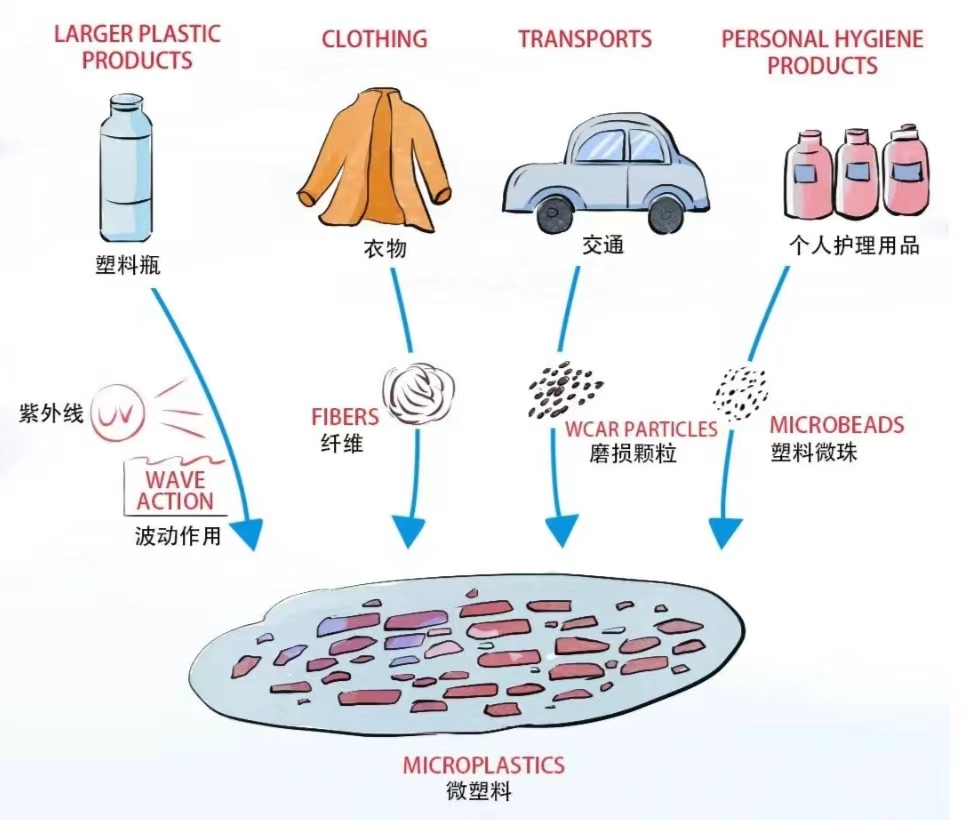 LARGER PLASTIC
PRODUCTS
CLOTHING
TRANSPORTS
PERSONAL HYGIENE
PRODUCTS
塑料瓶
衣物
交通
个人护理用品
紫外线
UV
WAVE
ACTION
波动作用
FIBERS
纤维
WCAR PARTICLES
磨损颗粒
MICROBEADS
塑料微珠
MICROPLASTICS
微塑料